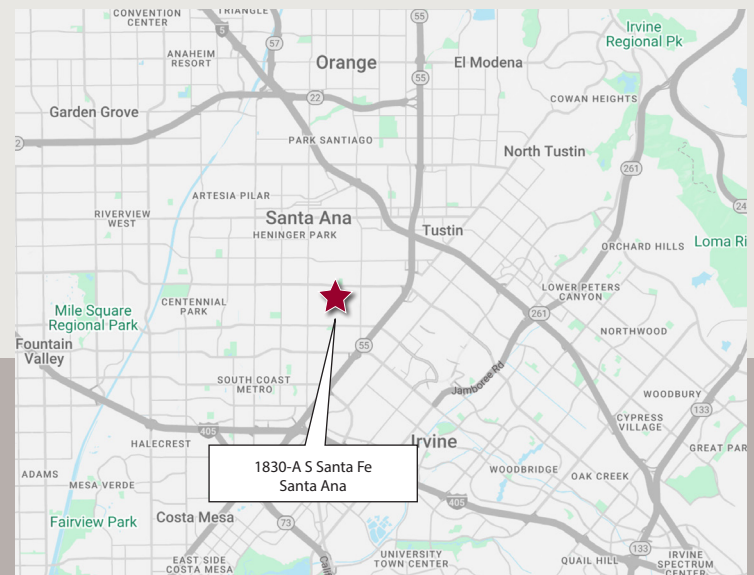 CONVENTION
CENTER
TRIANGLE
55
Irvine
Regional Pk
57
ANAHEIM
RESORT
Orange
El Modena
55
22
COWAN HEIGHTS
Garden Grove
PARK SANTIAGO
North Tustin
261
ARTESIA PILAR
RIVERVIEW
WEST
Santa Ana
HENINGER PARK
Tustin
24
ORCHARD HILLS
Loma Ri
LOWER PETERS
CANYON
CENTENNIAL
PARK
Mile Square
Regional Park
261
NORTHWOOD
Fountain
Valley
55
SOUTH COAST
METRO
Jamboree Rd
WOODBURY
133
CYPRESS
VILLAGE
405
HALECREST
Irvine
GREAT PAR
1830-A S Santa Fe
Santa Ana
WOODBRIDGE
OAK CREEK
ADAMS
MESA VERDE
405
Fairview Park
Costa Mesa
73
133
UNIVERSITY
TOWN CENTER
QUAIL HILL
IRVINE
SPECTRUM
CENTER
EAST SIDE
COSTA MESA
Cali